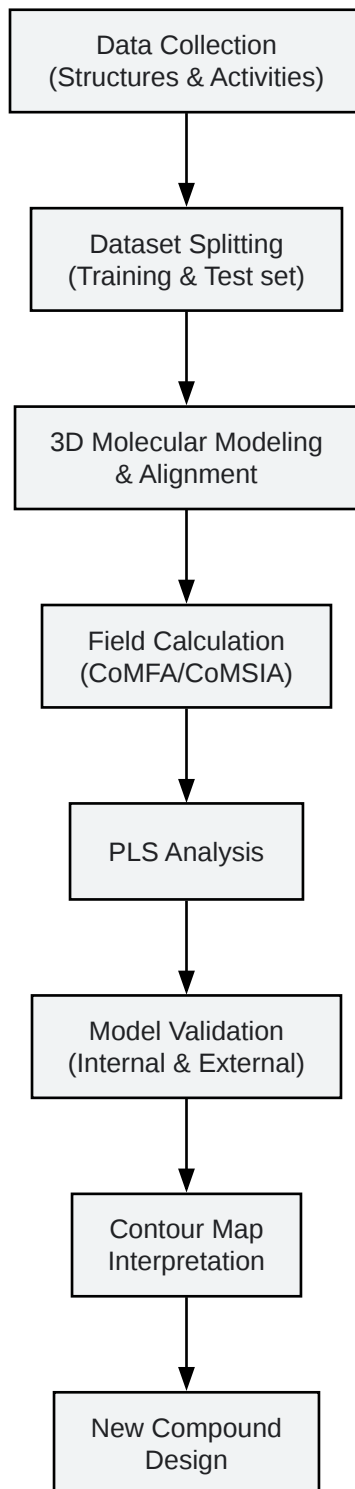 Data Collection
(Structures & Activities)
Dataset Splitting
(Training & Test set)
3D Molecular Modeling
& Alignment
Field Calculation
(CoMFA/CoMSIA)
PLS Analysis
Model Validation
(Internal & External)
Contour Map
Interpretation
New Compound
Design